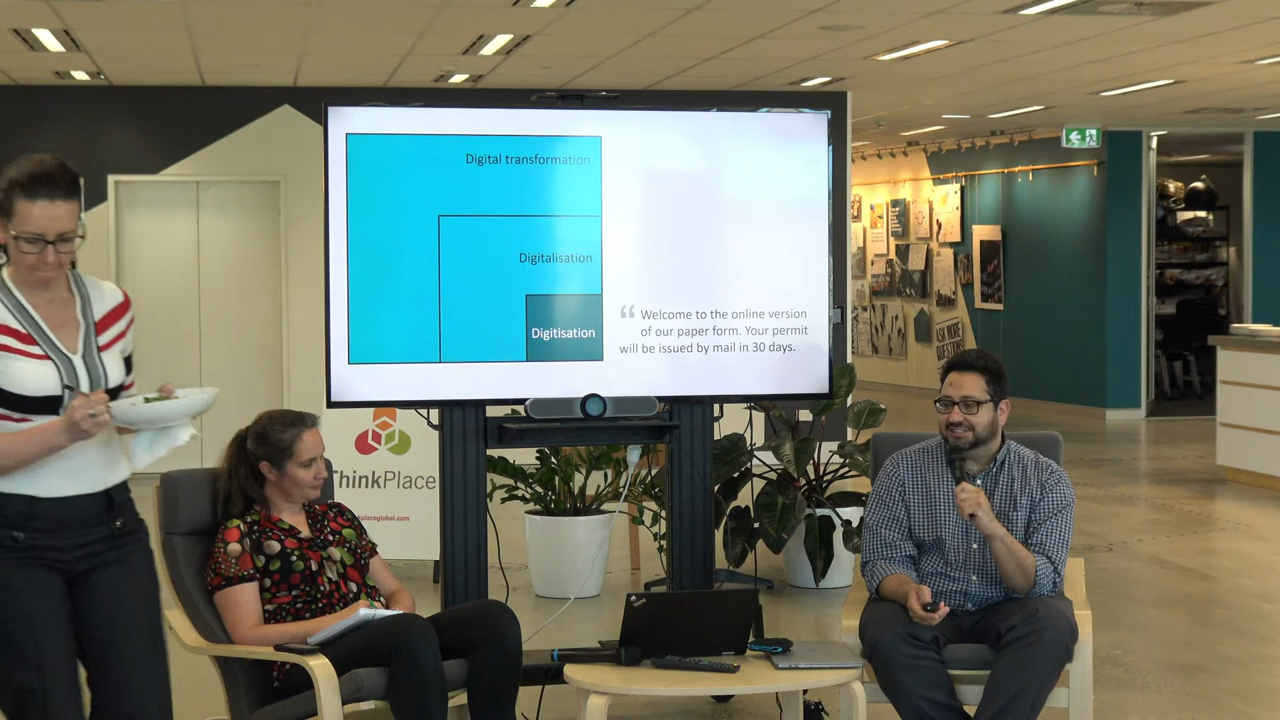 Digital transformation
Digitalisation
Digitisation
“ Welcome to the online version
of our paper form. Your permit
will be issued by mail in 30 days.
ASK MORE
QUESTIONS
ThinkPlace